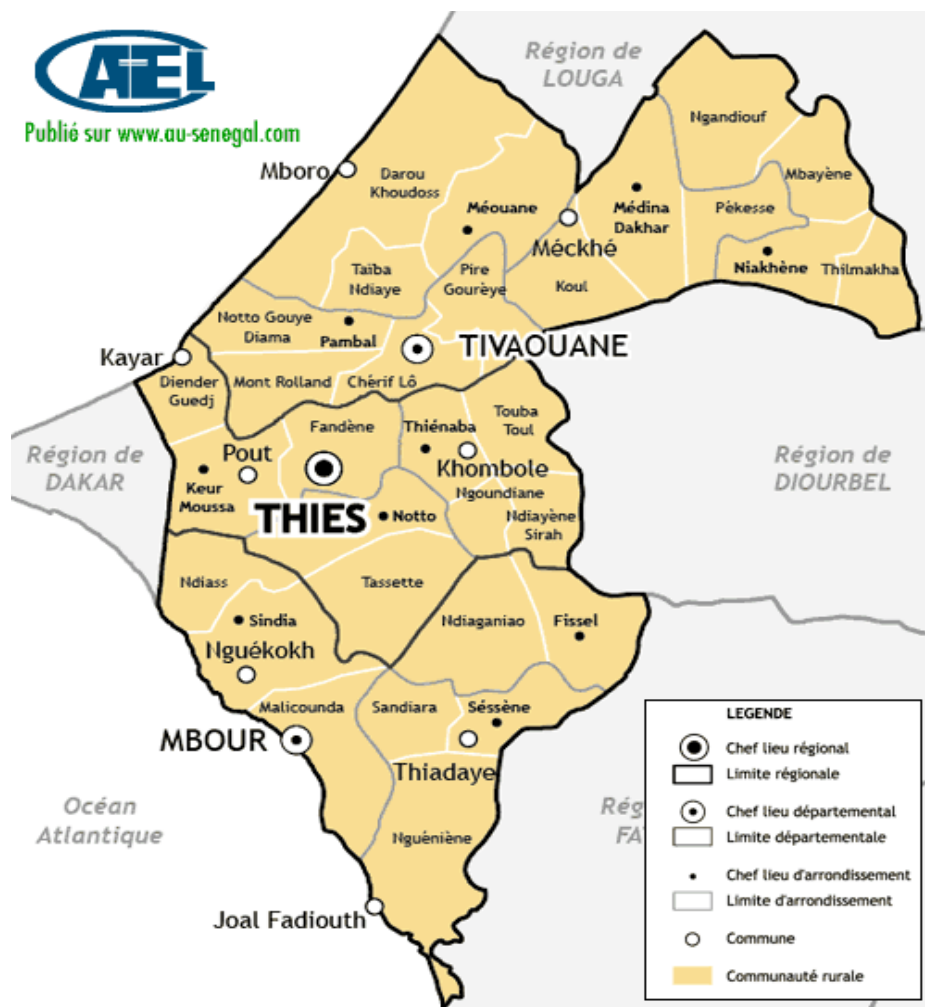 ATEL
Publié sur www.au-senegal.com
Région de
LOUGA
Ngandiouf
Mboro
Darou
Khoudoss
Mbayène
Méouane
Médina
Dakhar
Pékesse
Méckhé
Taïba
Ndiaye
Pire
Gourèye
Koul
Niakhène
Thilmakha
Notto Gouye
Diama
Pambal
TIVAOUANE
Kayar
Diender
Guedj
Mont Rolland
Chérif Lô
Touba
Toul
Fandène
Thiénaba
Région de
DAKAR
Pout
Khombole
Région de
DIOURBEL
Keur
Moussa
Ngoundiane
THIES
Notto
Ndiayène
Sirah
Ndiass
Tassette
Sindia
Ndiaganiao
Fissel
Nguékokh
Malicounda
Sandiara
Séssène
MBOUR
Thiadaye
Océan
Atlantique
Nguéniène
Joal Fadiouth
LEGENDE
Chef lieu régional
Limite régionale
Chef lieu départemental
Limite départementale
Chef lieu d'arrondissement
Limite d'arrondissement
Commune
Communauté rurale